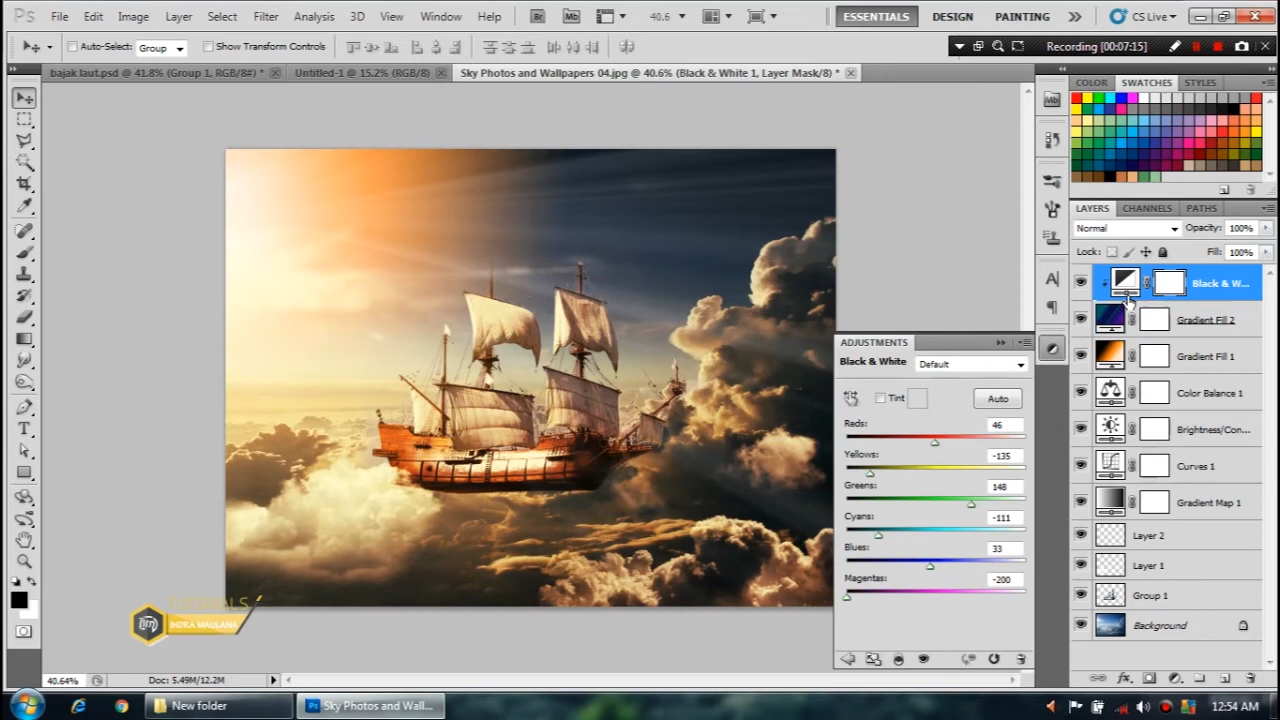 Ps File Edit Image Layer Select Filter Analysis 3D View Window Help Br Mb 40.6 ESSENTIALS DESIGN PAINTING CS Live
Auto-Select: Group Show Transform Controls Recording [00:07:15]
bajak laut.psd @ 41.8% (Group 1, RGB/8#) * Untitled-1 @ 15.2% (RGB/8) Sky Photos and Wallpapers 04.jpg @ 40.6% (Black & White 1, Layer Mask/8) *
COLOR SWATCHES STYLES
Mb
LAYERS CHANNELS PATHS
Normal Opacity: 100%
Lock: Fill: 100%
Black & W...
Gradient Fill 2
Gradient Fill 1
Color Balance 1
Brightness/Con...
Curves 1
Gradient Map 1
Layer 2
Layer 1
Group 1
Background
ADJUSTMENTS
Black & White Default
Tint Auto
Reds: 46
Yellows: -135
Greens: 148
Cyans: -111
Blues: 33
Magentas: -200
TUTORIALS
INDRA MAULANA
40.64% Doc: 5.49M/12.2M
New folder Sky Photos and Wall... 12:54 AM